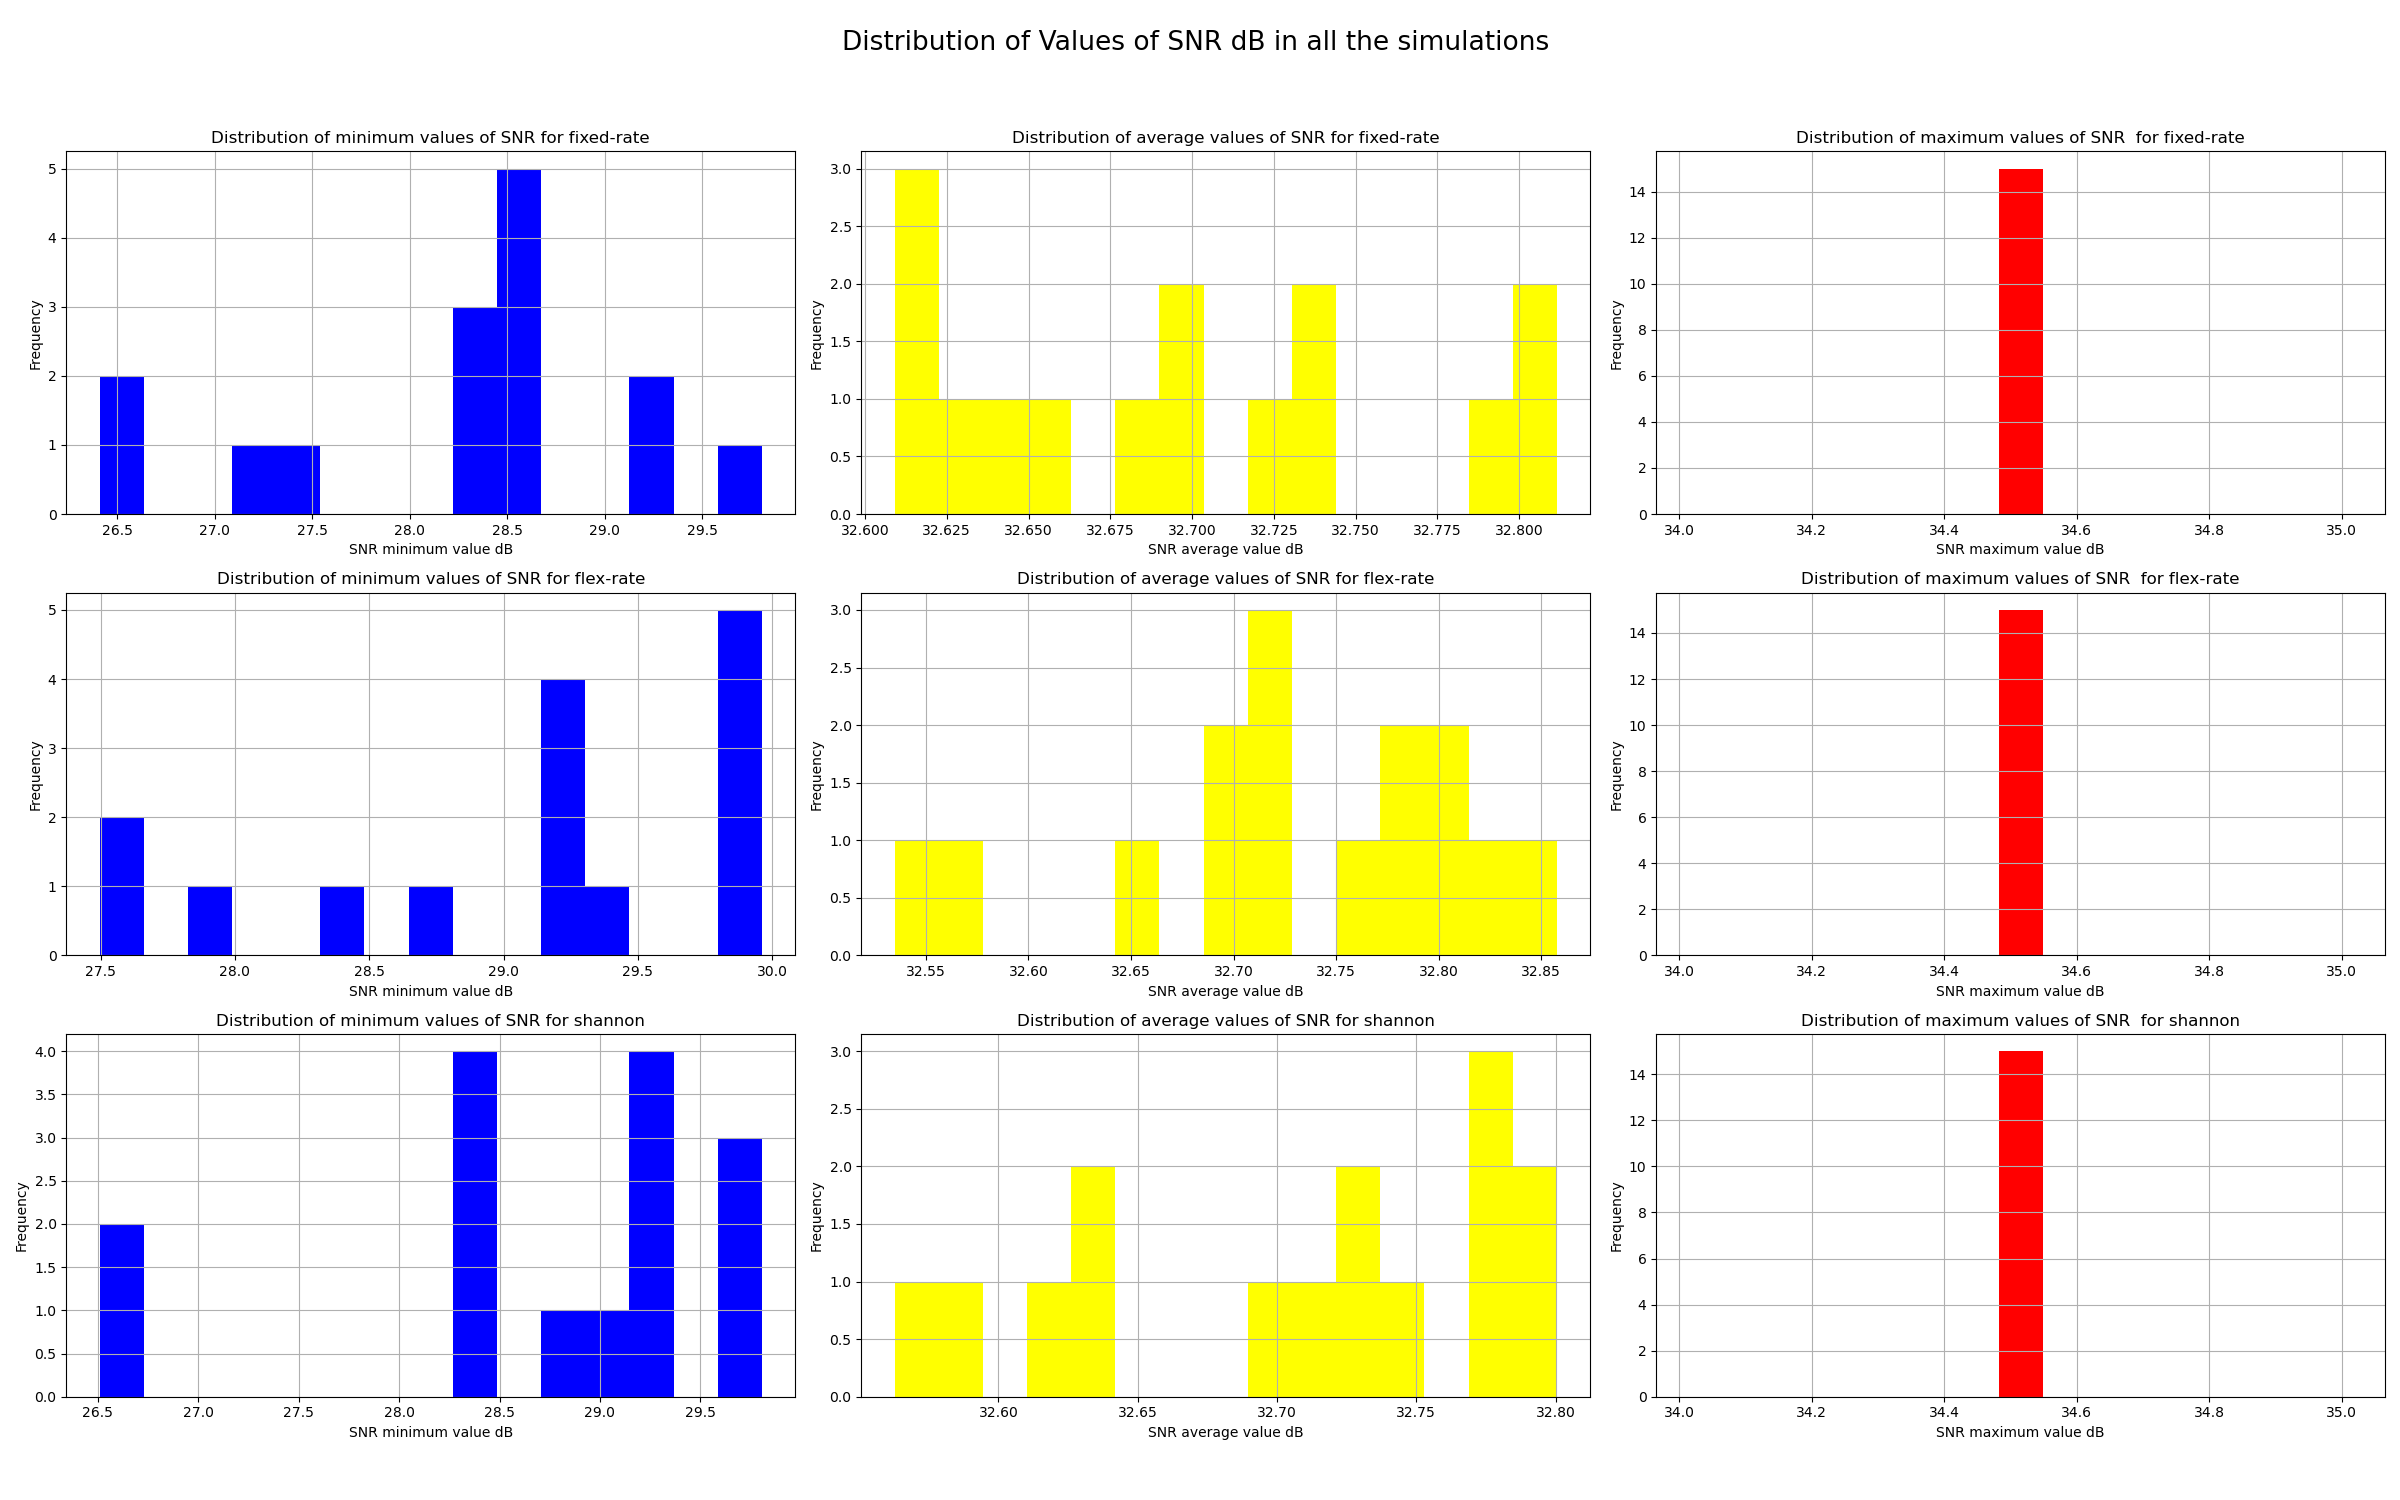 Distribution of Values of SNR dB in all the simulations
Distribution of minimum values of SNR for fixed-rate
Frequency
5
4
3
2
1
0
26.5 27.0 27.5 28.0 28.5 29.0 29.5
SNR minimum value dB
Distribution of average values of SNR for fixed-rate
Frequency
3.0
2.5
2.0
1.5
1.0
0.5
0.0
32.600 32.625 32.650 32.675 32.700 32.725 32.750 32.775 32.800
SNR average value dB
Distribution of maximum values of SNR  for fixed-rate
Frequency
14
12
10
8
6
4
2
0
34.0 34.2 34.4 34.6 34.8 35.0
SNR maximum value dB
Distribution of minimum values of SNR for flex-rate
Frequency
5
4
3
2
1
0
27.5 28.0 28.5 29.0 29.5 30.0
SNR minimum value dB
Distribution of average values of SNR for flex-rate
Frequency
3.0
2.5
2.0
1.5
1.0
0.5
0.0
32.55 32.60 32.65 32.70 32.75 32.80 32.85
SNR average value dB
Distribution of maximum values of SNR  for flex-rate
Frequency
14
12
10
8
6
4
2
0
34.0 34.2 34.4 34.6 34.8 35.0
SNR maximum value dB
Distribution of minimum values of SNR for shannon
Frequency
4.0
3.5
3.0
2.5
2.0
1.5
1.0
0.5
0.0
26.5 27.0 27.5 28.0 28.5 29.0 29.5
SNR minimum value dB
Distribution of average values of SNR for shannon
Frequency
3.0
2.5
2.0
1.5
1.0
0.5
0.0
32.60 32.65 32.70 32.75 32.80
SNR average value dB
Distribution of maximum values of SNR  for shannon
Frequency
14
12
10
8
6
4
2
0
34.0 34.2 34.4 34.6 34.8 35.0
SNR maximum value dB